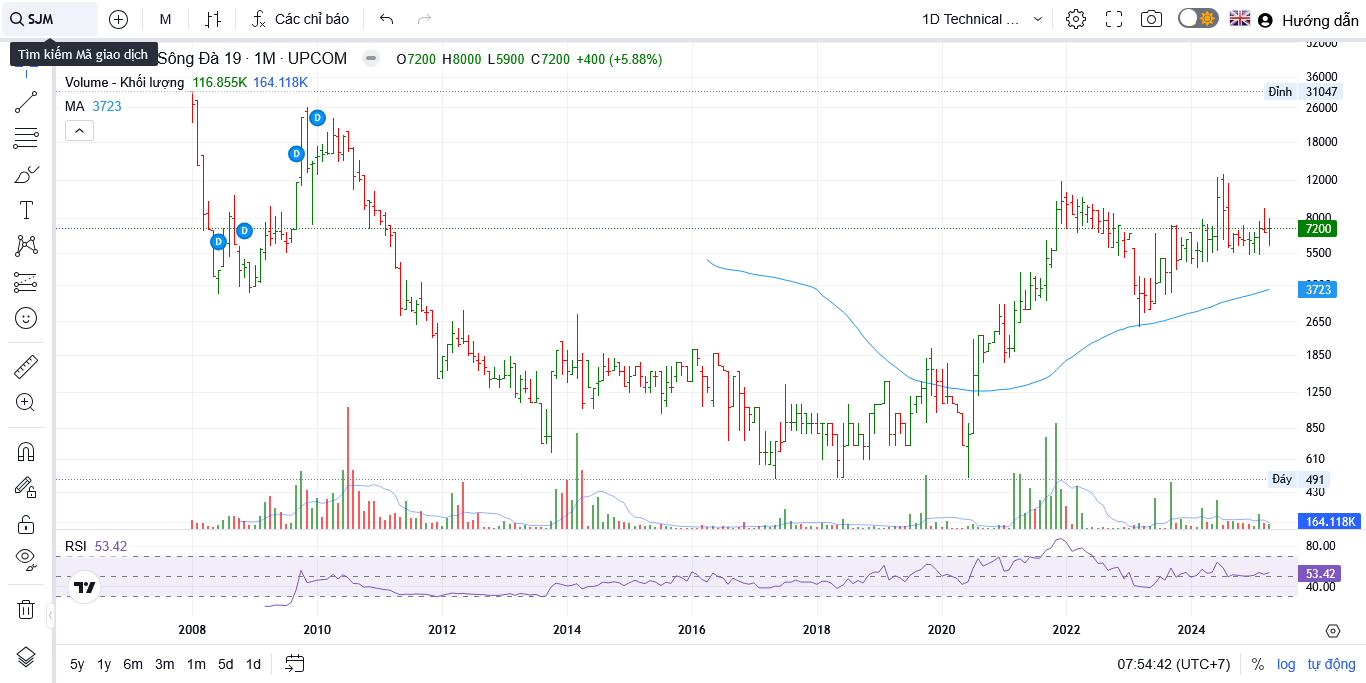 SJM
M
Các chỉ báo
1D Technical ...
Hướng dẫn
Tìm kiếm Mã giao dịch
Sông Đà 19 · 1M · UPCOM
O7200 H8000 L5900 C7200 +400 (+5.88%)
Volume - Khối lượng 116.855K 164.118K
MA 3723
D
D
D
D
52000
36000
Đỉnh 31047
26000
18000
12000
8000
7200
5500
3723
2650
1850
1250
850
610
Đáy 491
430
164.118K
RSI 53.42
80.00
53.42
40.00
2008 2010 2012 2014 2016 2018 2020 2022 2024
5y 1y 6m 3m 1m 5d 1d
07:54:42 (UTC+7) % log tự động